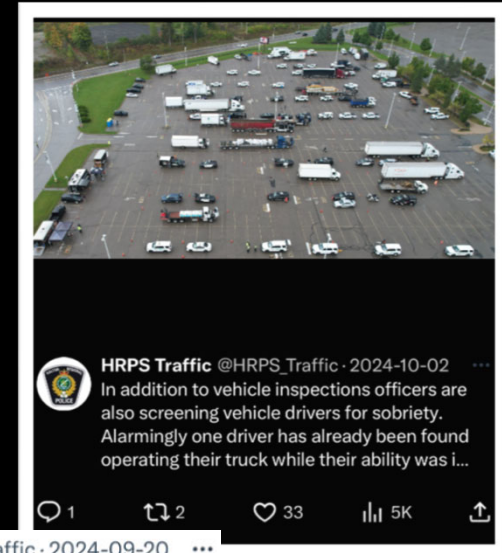 HRPS Traffic @HRPS_Traffic · 2024-10-02 ...
In addition to vehicle inspections officers are
also screening vehicle drivers for sobriety.
Alarmingly one driver has already been found
operating their truck while their ability was i...
1 2 33 5K
affic · 2024-09-20 ...
POLICE